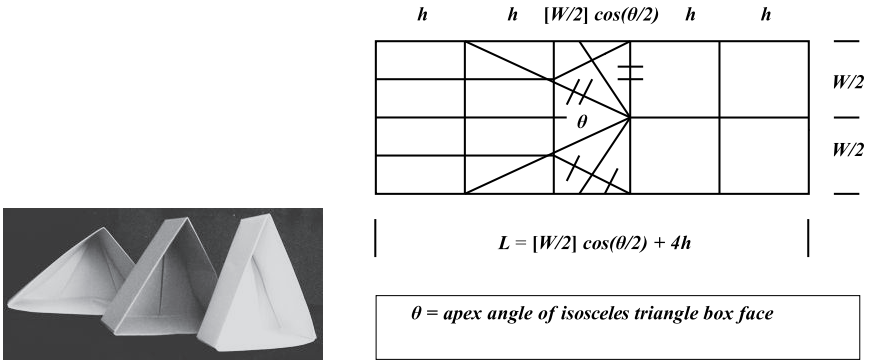 h h [W/2] cos(θ/2) h h
W/2
θ
W/2
L = [W/2] cos(θ/2) + 4h
θ = apex angle of isosceles triangle box face